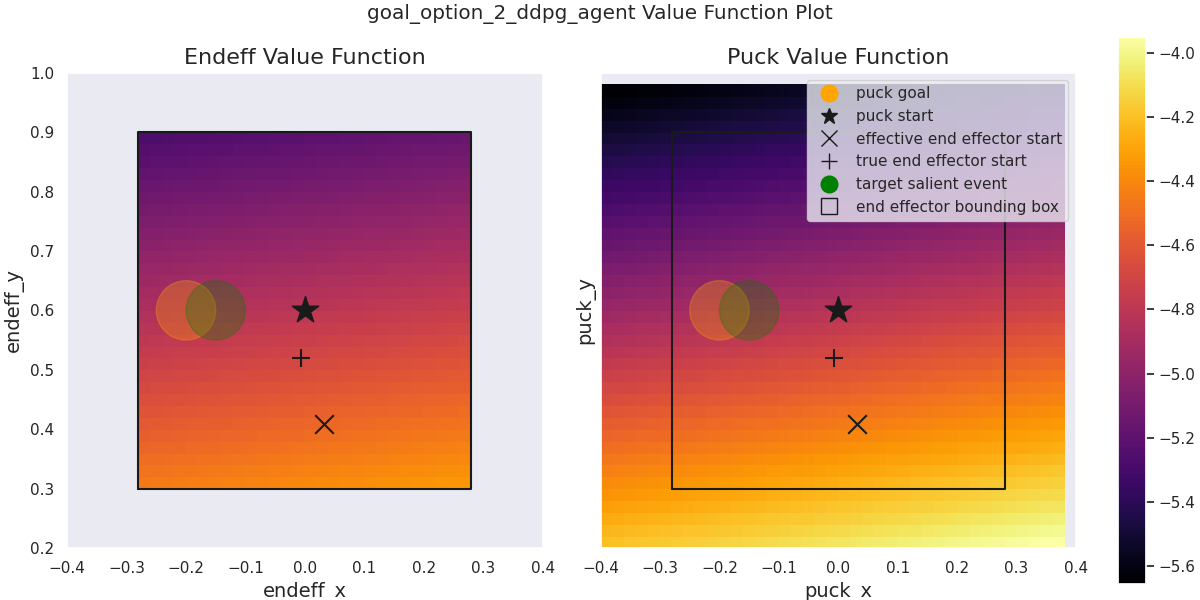 goal_option_2_ddpg_agent Value Function Plot
Endeff Value Function
endeff_y
1.0
0.9
0.8
0.7
0.6
0.5
0.4
0.3
0.2
−0.4 −0.3 −0.2 −0.1 0.0 0.1 0.2 0.3 0.4
endeff_x
Puck Value Function
puck_y
puck goal
puck start
effective end effector start
true end effector start
target salient event
end effector bounding box
−0.4 −0.3 −0.2 −0.1 0.0 0.1 0.2 0.3 0.4
puck_x
−4.0
−4.2
−4.4
−4.6
−4.8
−5.0
−5.2
−5.4
−5.6